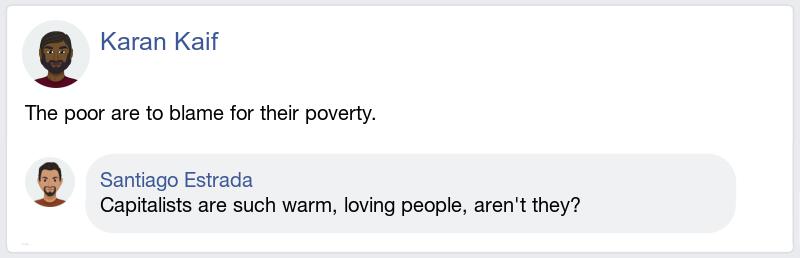 Karan Kaif
The poor are to blame for their poverty.
Santiago Estrada
Capitalists are such warm, loving people, aren't they?